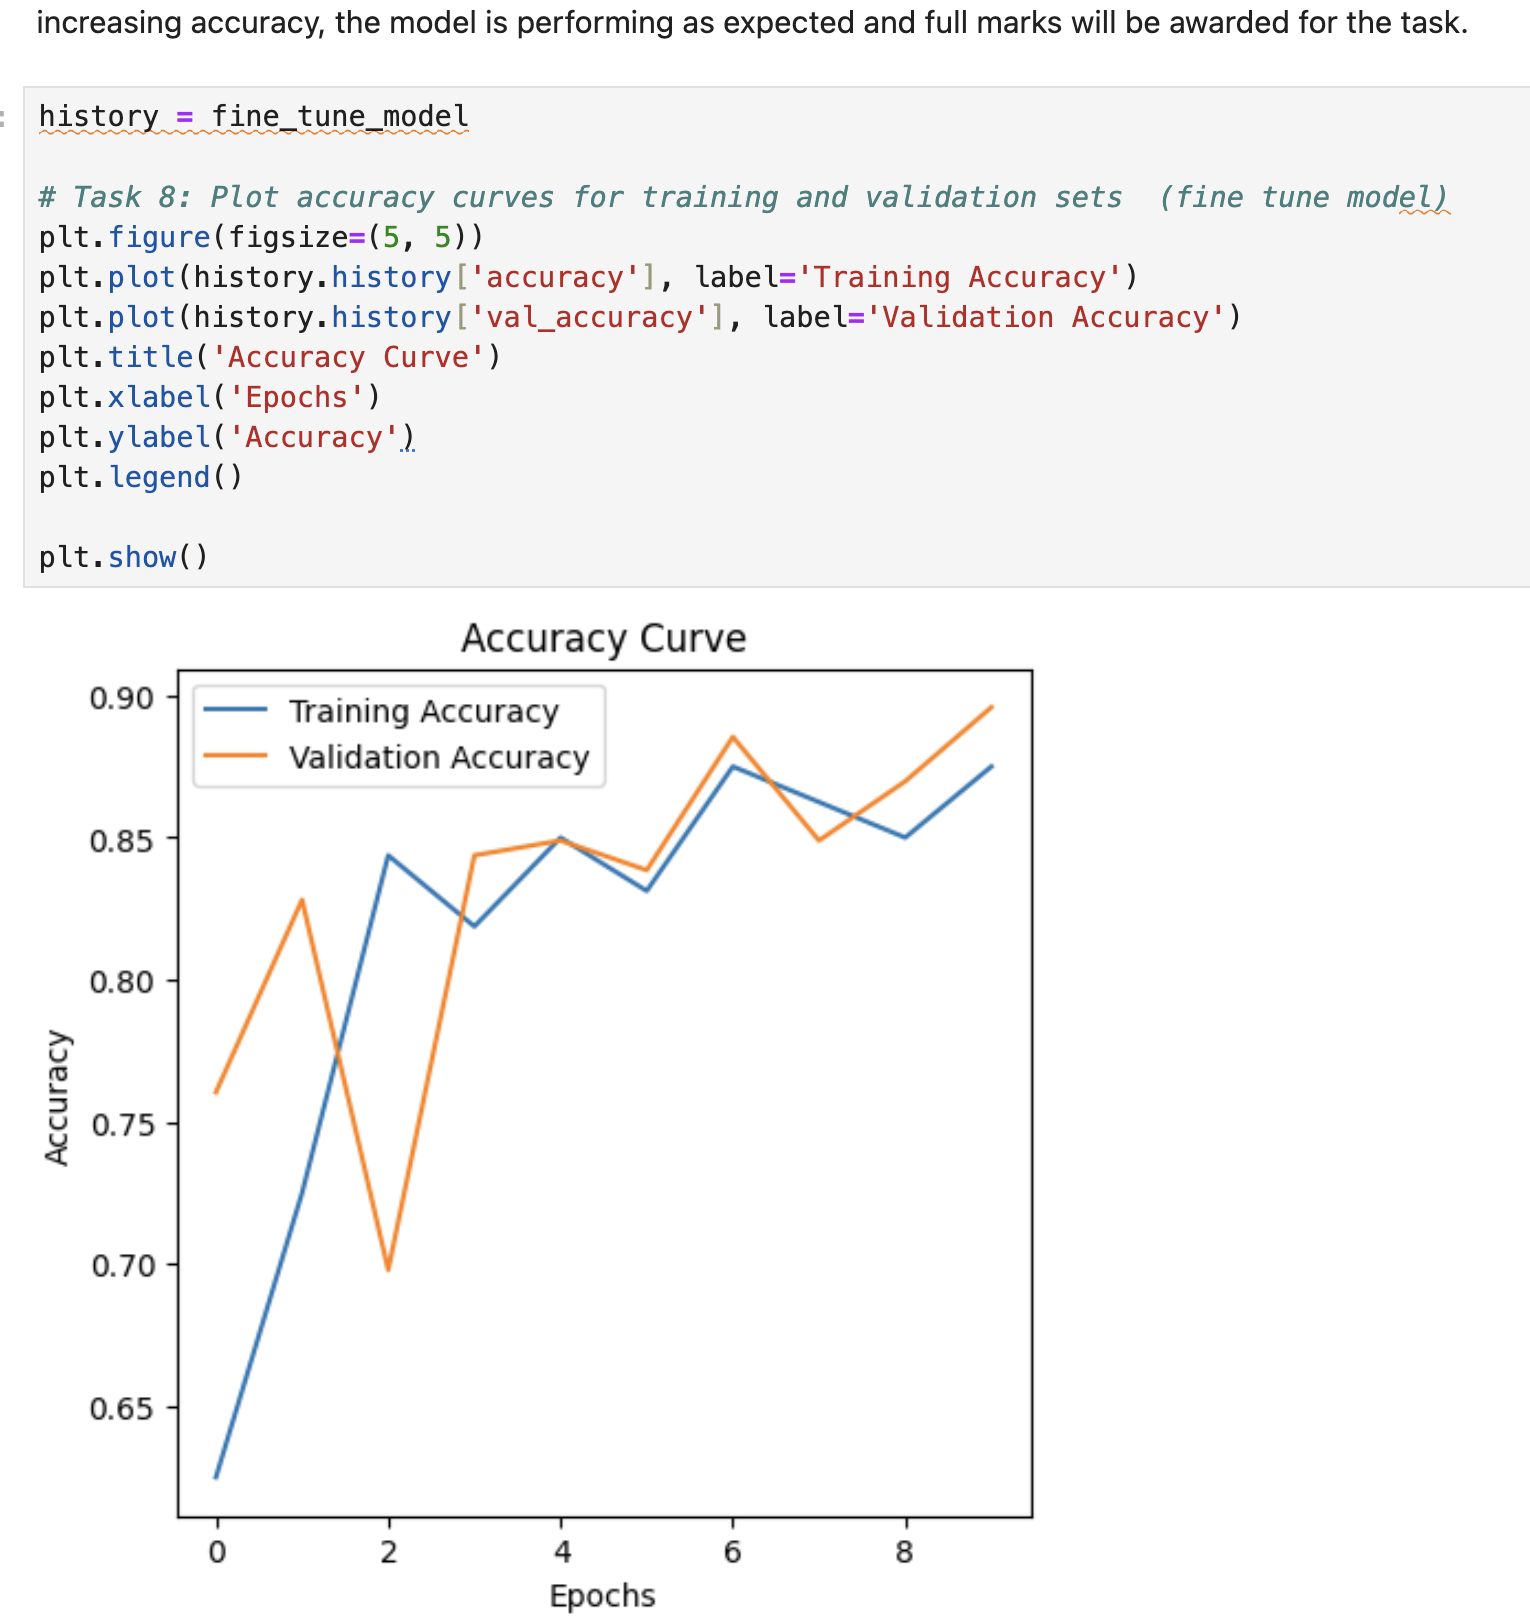 increasing accuracy, the model is performing as expected and full marks will be awarded for the task.
:
history = fine_tune_model
# Task 8: Plot accuracy curves for training and validation sets  (fine tune model)
plt.figure(figsize=(5, 5))
plt.plot(history.history['accuracy'], label='Training Accuracy')
plt.plot(history.history['val_accuracy'], label='Validation Accuracy')
plt.title('Accuracy Curve')
plt.xlabel('Epochs')
plt.ylabel('Accuracy')
plt.legend()
plt.show()
Accuracy Curve
Training Accuracy
Validation Accuracy
0.90
0.85
0.80
0.75
0.70
0.65
Accuracy
0 2 4 6 8
Epochs